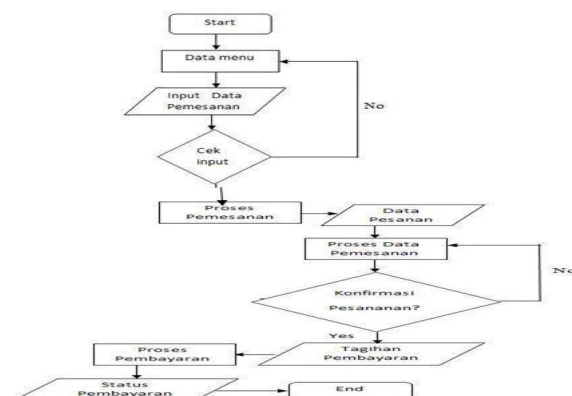 Start
Data menu
Input Data
Pemesanan
No
Cek
input
Proses
Pemesanan
Data
Pesanan
Proses Data
Pemesanan
No
Konfirmasi
Pesananan?
Yes
Proses
Pembayaran
Tagihan
Pembayaran
Status
Pembayaran
End